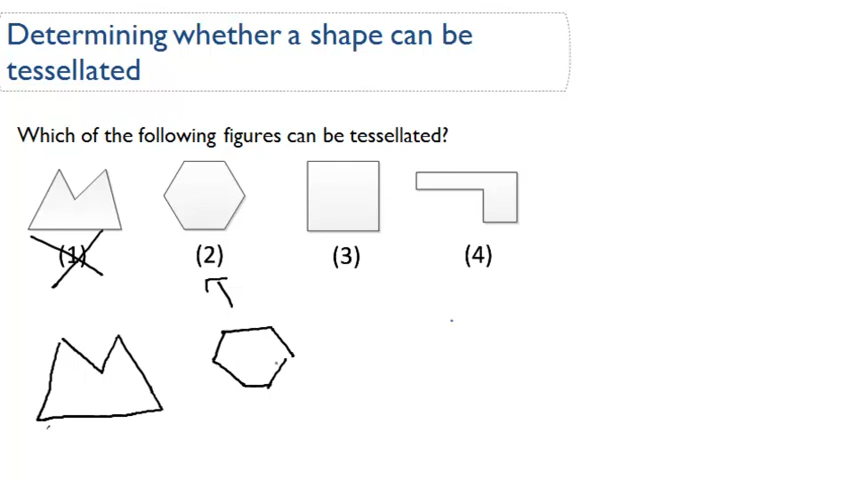 Determining whether a shape can be
tessellated
Which of the following figures can be tessellated?
(1) (2) (3) (4)